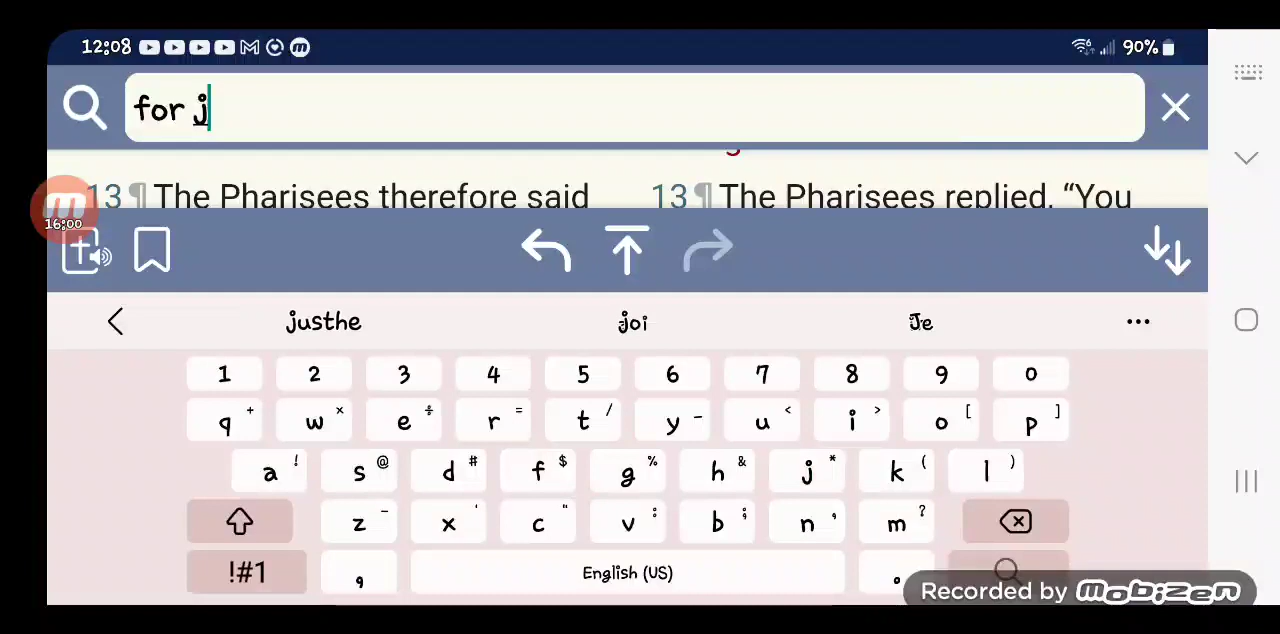 12:08 90%
for j
13 ¶ The Pharisees therefore said 13 ¶ The Pharisees replied, “You
16:00
justhe joi Je ...
1 2 3 4 5 6 7 8 9 0
q + w × e ÷ r = t / y - u < i > o [ p ]
a ! s @ d # f $ g % h & j * k ( l )
z - x ' c " v : b ; n , m ?
!#1 , English (US) .
Recorded by mobizen